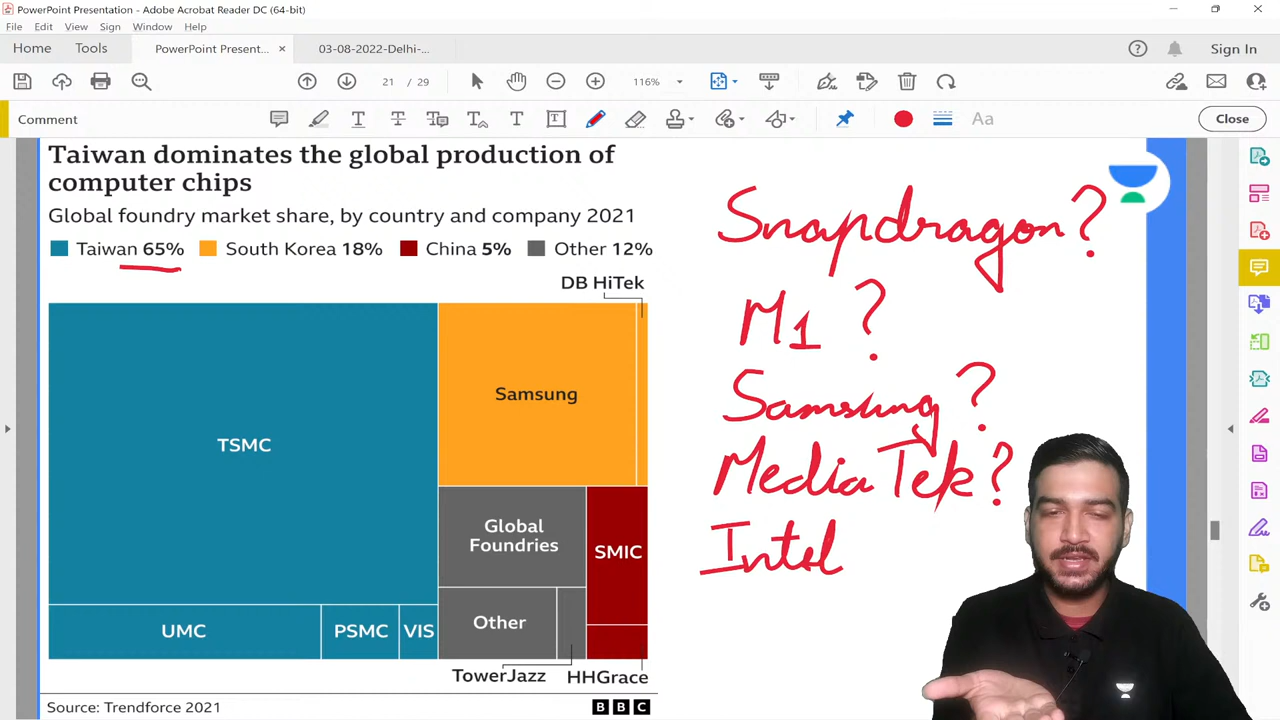 PowerPoint Presentation - Adobe Acrobat Reader DC (64-bit)
File Edit View Sign Window Help
Home Tools PowerPoint Present... × 03-08-2022-Delhi-... Sign In
21 / 29 116%
Comment Aa Close
Taiwan dominates the global production of
computer chips
Global foundry market share, by country and company 2021
Taiwan 65% South Korea 18% China 5% Other 12%
DB HiTek
Samsung
TSMC
Global
Foundries
SMIC
Other
UMC PSMC VIS
TowerJazz HHGrace
Source: Trendforce 2021 BBC
Snapdragon?
M1 ?
Samsung ?
MediaTek?
Intel